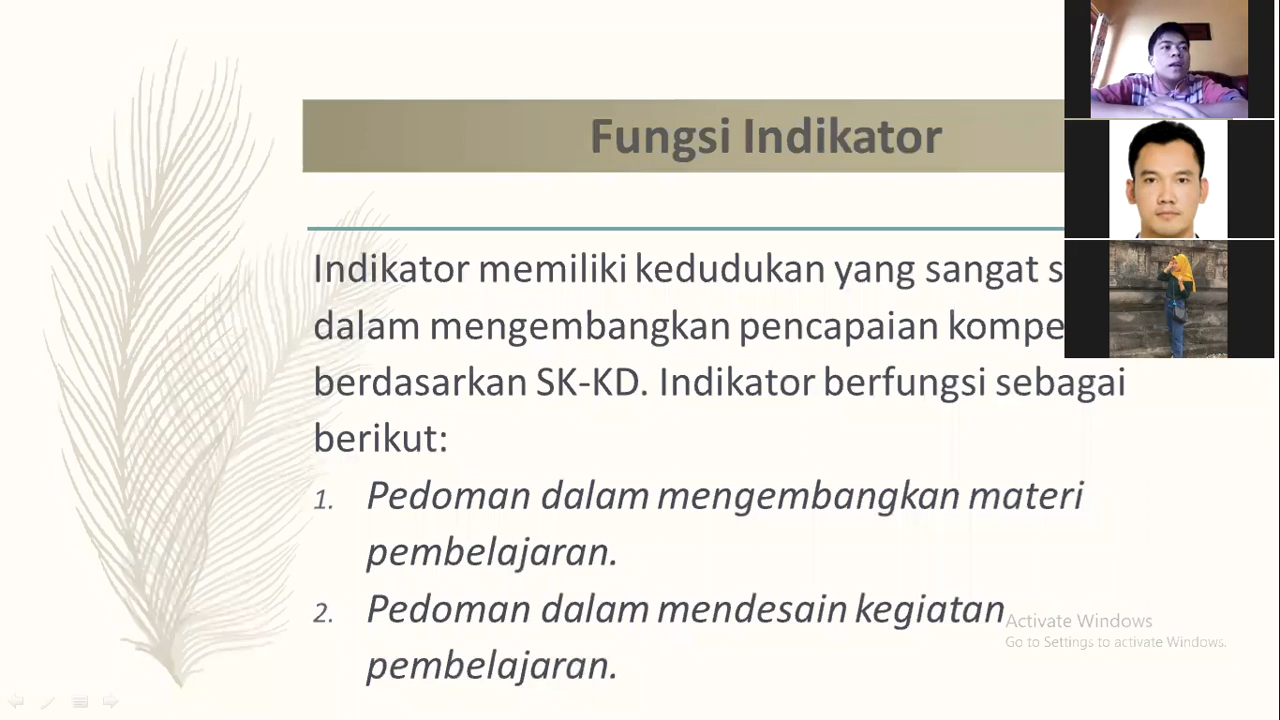 Fungsi Indikator
Indikator memiliki kedudukan yang sangat
dalam mengembangkan pencapaian kompe
berdasarkan SK-KD. Indikator berfungsi sebagai
berikut:
1. Pedoman dalam mengembangkan materi
pembelajaran.
2. Pedoman dalam mendesain kegiatan
pembelajaran.
Activate Windows
Go to Settings to activate Windows.